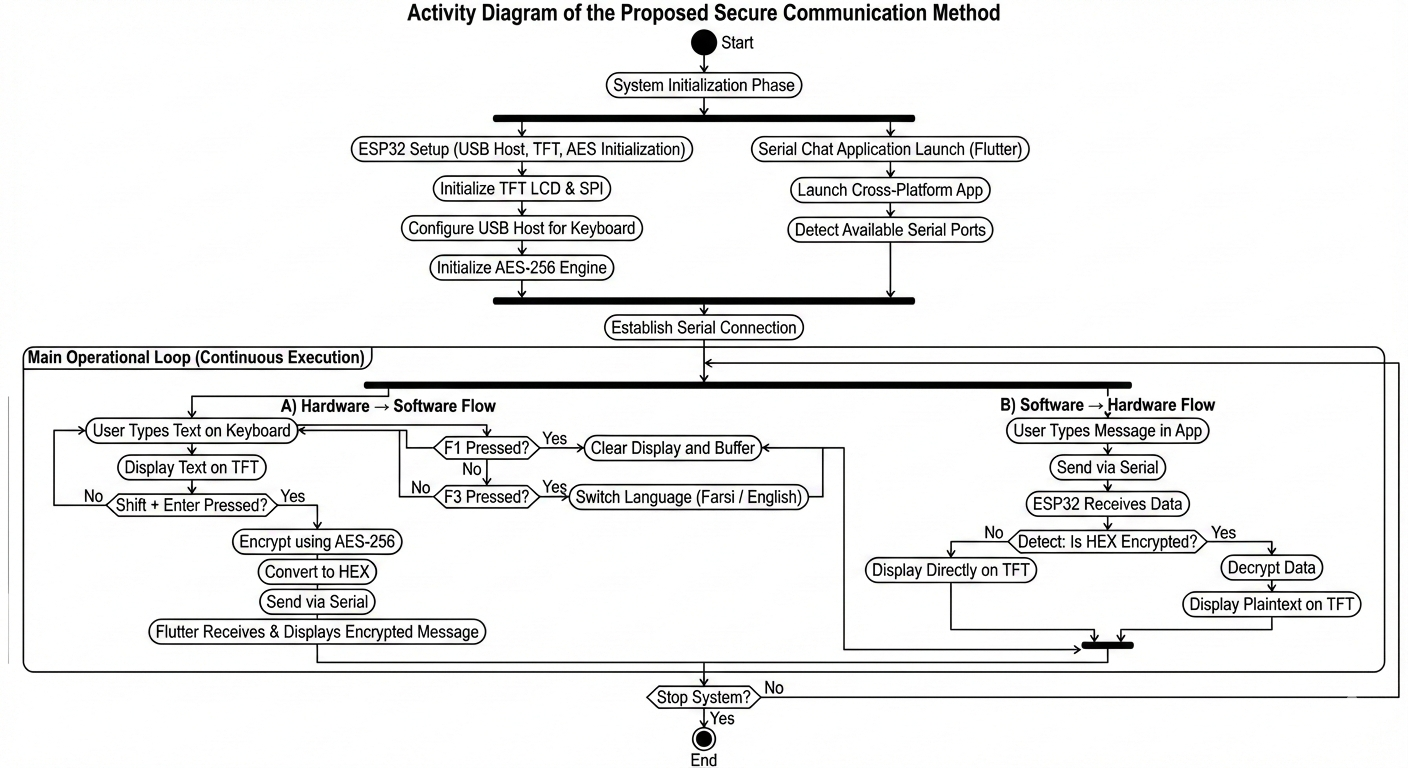 Activity Diagram of the Proposed Secure Communication Method
Start
System Initialization Phase
ESP32 Setup (USB Host, TFT, AES Initialization)
Serial Chat Application Launch (Flutter)
Initialize TFT LCD & SPI
Launch Cross-Platform App
Configure USB Host for Keyboard
Detect Available Serial Ports
Initialize AES-256 Engine
Establish Serial Connection
Main Operational Loop (Continuous Execution)
A) Hardware → Software Flow
User Types Text on Keyboard
Display Text on TFT
No
Shift + Enter Pressed?
Yes
Encrypt using AES-256
Convert to HEX
Send via Serial
Flutter Receives & Displays Encrypted Message
F1 Pressed?
Yes
Clear Display and Buffer
No
No
F3 Pressed?
Yes
Switch Language (Farsi / English)
B) Software → Hardware Flow
User Types Message in App
Send via Serial
ESP32 Receives Data
No
Detect: Is HEX Encrypted?
Yes
Display Directly on TFT
Decrypt Data
Display Plaintext on TFT
Stop System?
No
Yes
End